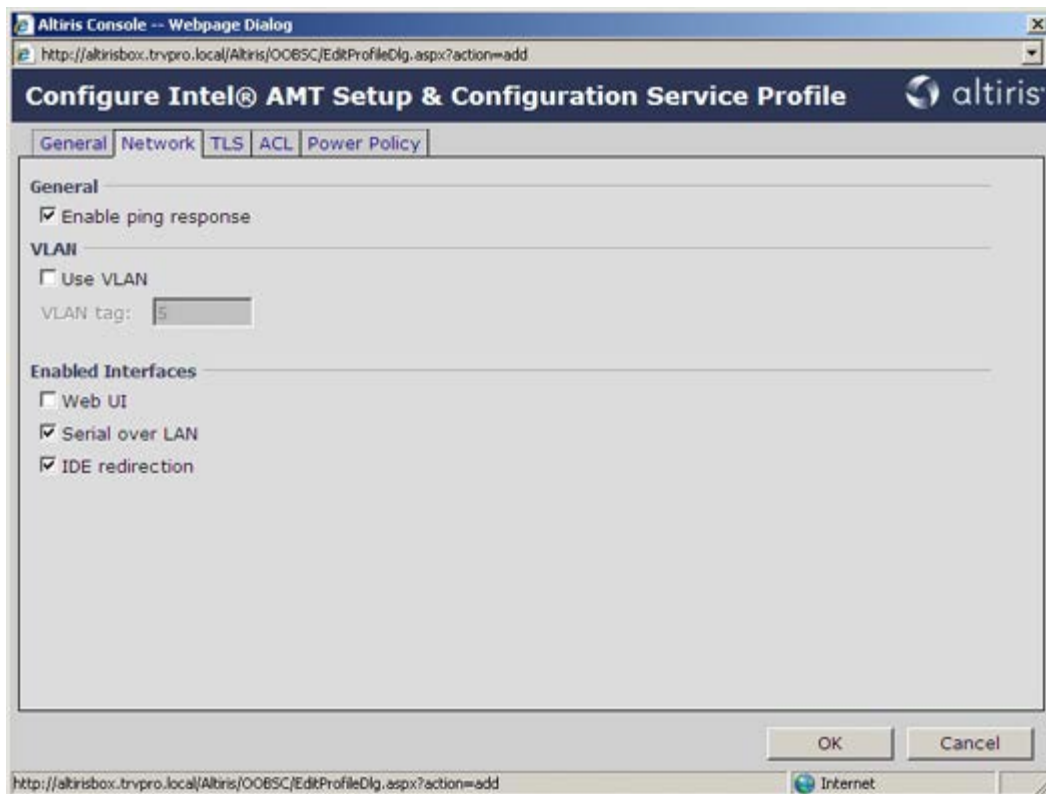 Altiris Console -- Webpage Dialog
http://altirisbox.trvpro.local/Altiris/OOBSC/EditProfileDlg.aspx?action=add
Configure Intel® AMT Setup & Configuration Service Profile altiris
General Network TLS ACL Power Policy
General
Enable ping response
VLAN
Use VLAN
VLAN tag: 5
Enabled Interfaces
Web UI
Serial over LAN
IDE redirection
OK Cancel
http://altirisbox.trvpro.local/Altiris/OOBSC/EditProfileDlg.aspx?action=add Internet